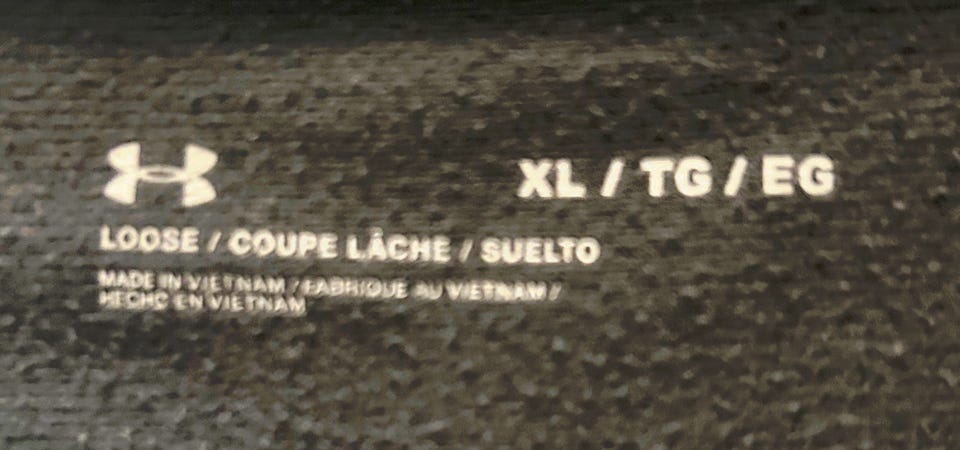 XL / TG / EG
LOOSE / COUPE LÂCHE / SUELTO
MADE IN VIETNAM / FABRIQUE AU VIETNAM /
HECHO EN VIETNAM